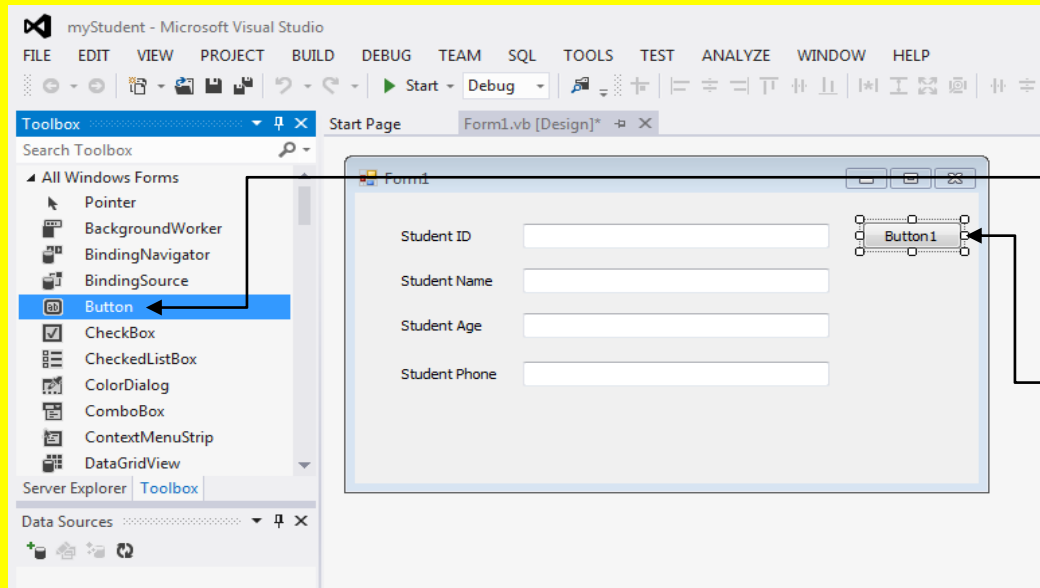 myStudent - Microsoft Visual Studio
FILE EDIT VIEW PROJECT BUILD DEBUG TEAM SQL TOOLS TEST ANALYZE WINDOW HELP
Start Debug
Toolbox
Start Page Form1.vb [Design]*
Search Toolbox
All Windows Forms
Pointer
BackgroundWorker
BindingNavigator
BindingSource
Button
CheckBox
CheckedListBox
ColorDialog
ComboBox
ContextMenuStrip
DataGridView
Server Explorer Toolbox
Data Sources
Form1
Student ID
Button1
Student Name
Student Age
Student Phone